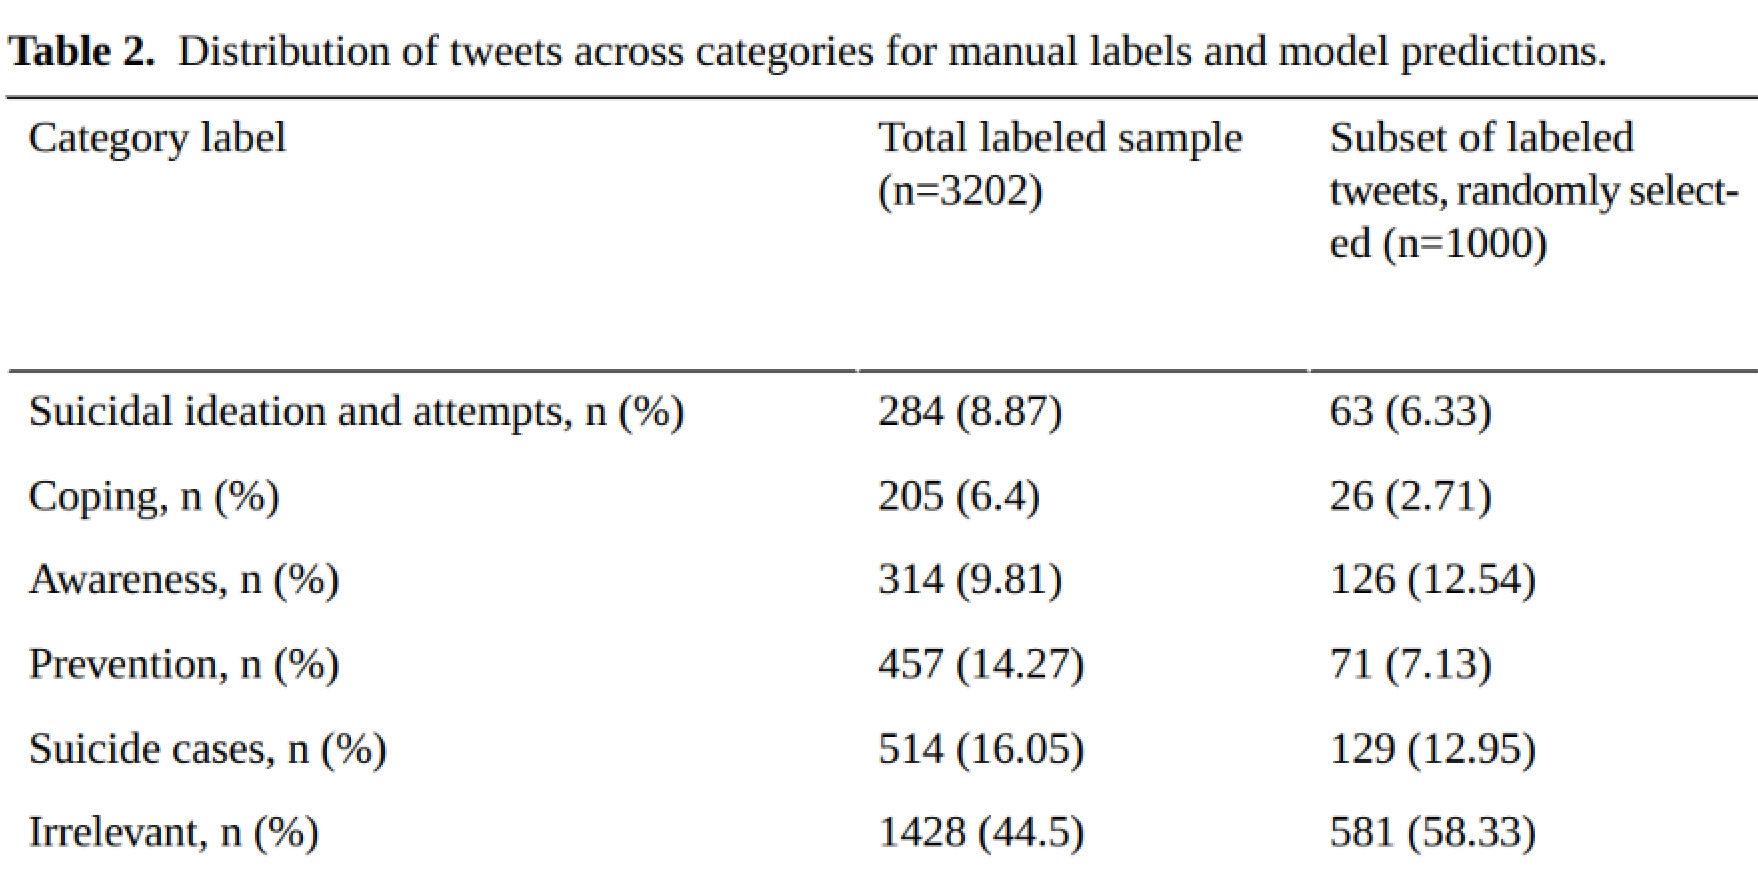 Table 2. Distribution of tweets across categories for manual labels and model predictions.
Category label Total labeled sample Subset of labeled
(n=3202) tweets, randomly select-
ed (n=1000)
Suicidal ideation and attempts, n (%) 284 (8.87) 63 (6.33)
Coping, n (%) 205 (6.4) 26 (2.71)
Awareness, n (%) 314 (9.81) 126 (12.54)
Prevention, n (%) 457 (14.27) 71 (7.13)
Suicide cases, n (%) 514 (16.05) 129 (12.95)
Irrelevant, n (%) 1428 (44.5) 581 (58.33)